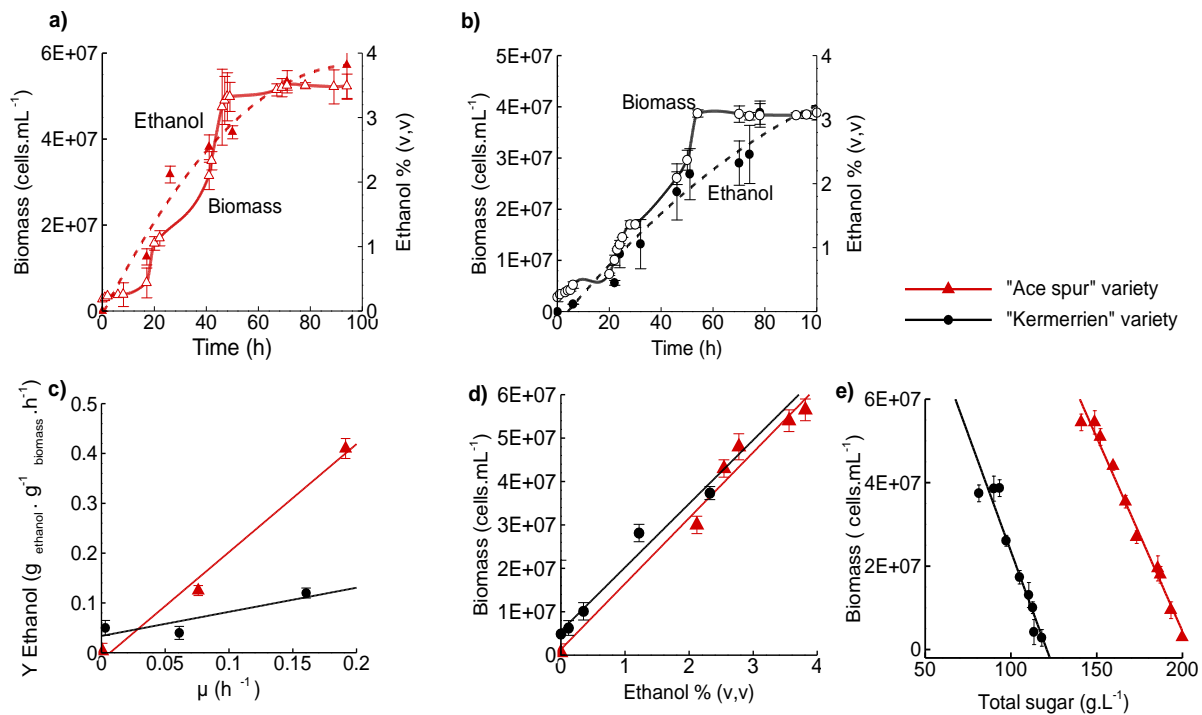 a)
6E+07
4E+07
2E+07
0
Biomass (cells.mL-1)
4
3
2
1
0
Ethanol % (v,v)
Ethanol
Biomass
0 20 40 60 80 100
Time (h)
b)
5E+07
4E+07
3E+07
2E+07
1E+07
0
Biomass (cells.mL-1)
4
3
2
1
0
Ethanol % (v,v)
Biomass
Ethanol
0 20 40 60 80 100
Time (h)
"Ace spur" variety
"Kermerrien" variety
c)
0.5
0.4
0.3
0.2
0.1
0
Y Ethanol (g ethanol · g-1 biomass · h-1)
0 0.05 0.1 0.15 0.2
μ (h -1)
d)
6E+07
5E+07
4E+07
3E+07
2E+07
1E+07
0
Biomass (cells.mL-1)
0 1 2 3 4
Ethanol % (v,v)
e)
6E+07
4E+07
2E+07
0
Biomass ( cells.mL-1)
50 100 150 200
Total sugar (g.L-1)